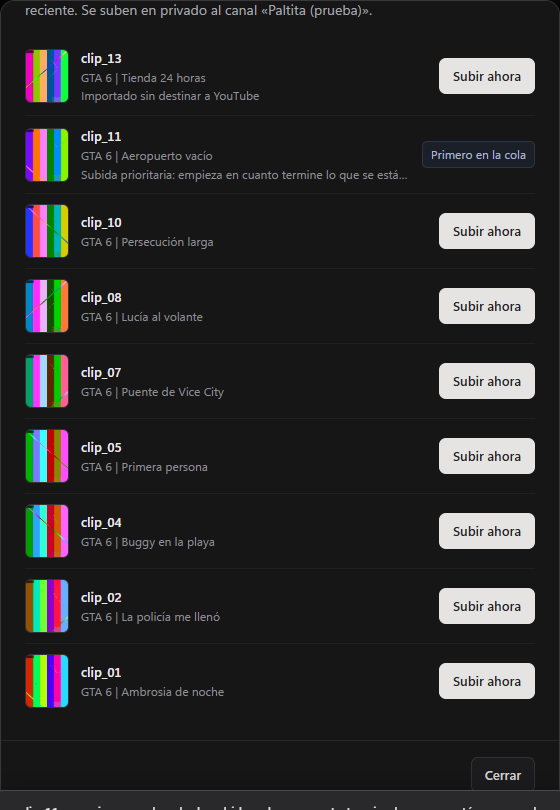 reciente. Se suben en privado al canal «Paltita (prueba)».
clip_13
GTA 6 | Tienda 24 horas
Importado sin destinar a YouTube
Subir ahora
clip_11
GTA 6 | Aeropuerto vacío
Subida prioritaria: empieza en cuanto termine lo que se está...
Primero en la cola
clip_10
GTA 6 | Persecución larga
Subir ahora
clip_08
GTA 6 | Lucía al volante
Subir ahora
clip_07
GTA 6 | Puente de Vice City
Subir ahora
clip_05
GTA 6 | Primera persona
Subir ahora
clip_04
GTA 6 | Buggy en la playa
Subir ahora
clip_02
GTA 6 | La policía me llenó
Subir ahora
clip_01
GTA 6 | Ambrosia de noche
Subir ahora
Cerrar